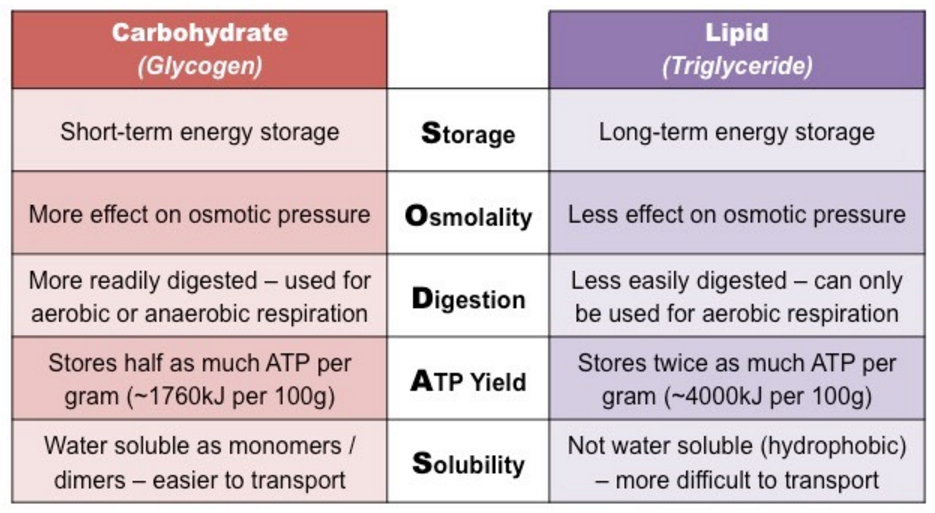 Carbohydrate
(Glycogen)
Lipid
(Triglyceride)
Short-term energy storage
Storage
Long-term energy storage
More effect on osmotic pressure
Osmolality
Less effect on osmotic pressure
More readily digested – used for
aerobic or anaerobic respiration
Digestion
Less easily digested – can only
be used for aerobic respiration
Stores half as much ATP per
gram (~1760kJ per 100g)
ATP Yield
Stores twice as much ATP per
gram (~4000kJ per 100g)
Water soluble as monomers /
dimers – easier to transport
Solubility
Not water soluble (hydrophobic)
– more difficult to transport